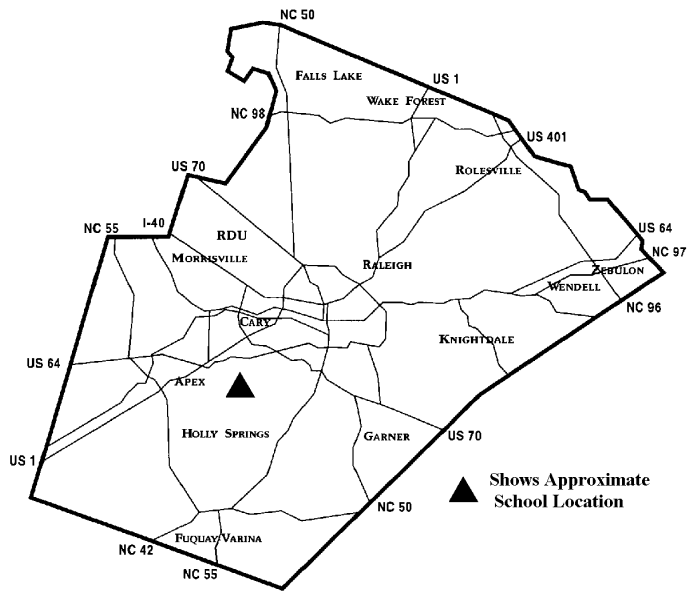 NC 50
FALLS LAKE
US 1
WAKE FOREST
NC 98
US 401
US 70
ROLESVILLE
NC 55
I-40
RDU
MORRISVILLE
RALEIGH
US 64
NC 97
ZEBULON
WENDELL
NC 96
CARY
KNIGHTDALE
US 64
APEX
HOLLY SPRINGS
GARNER
US 70
US 1
Shows Approximate
School Location
NC 50
NC 42
FUQUAY VARINA
NC 55